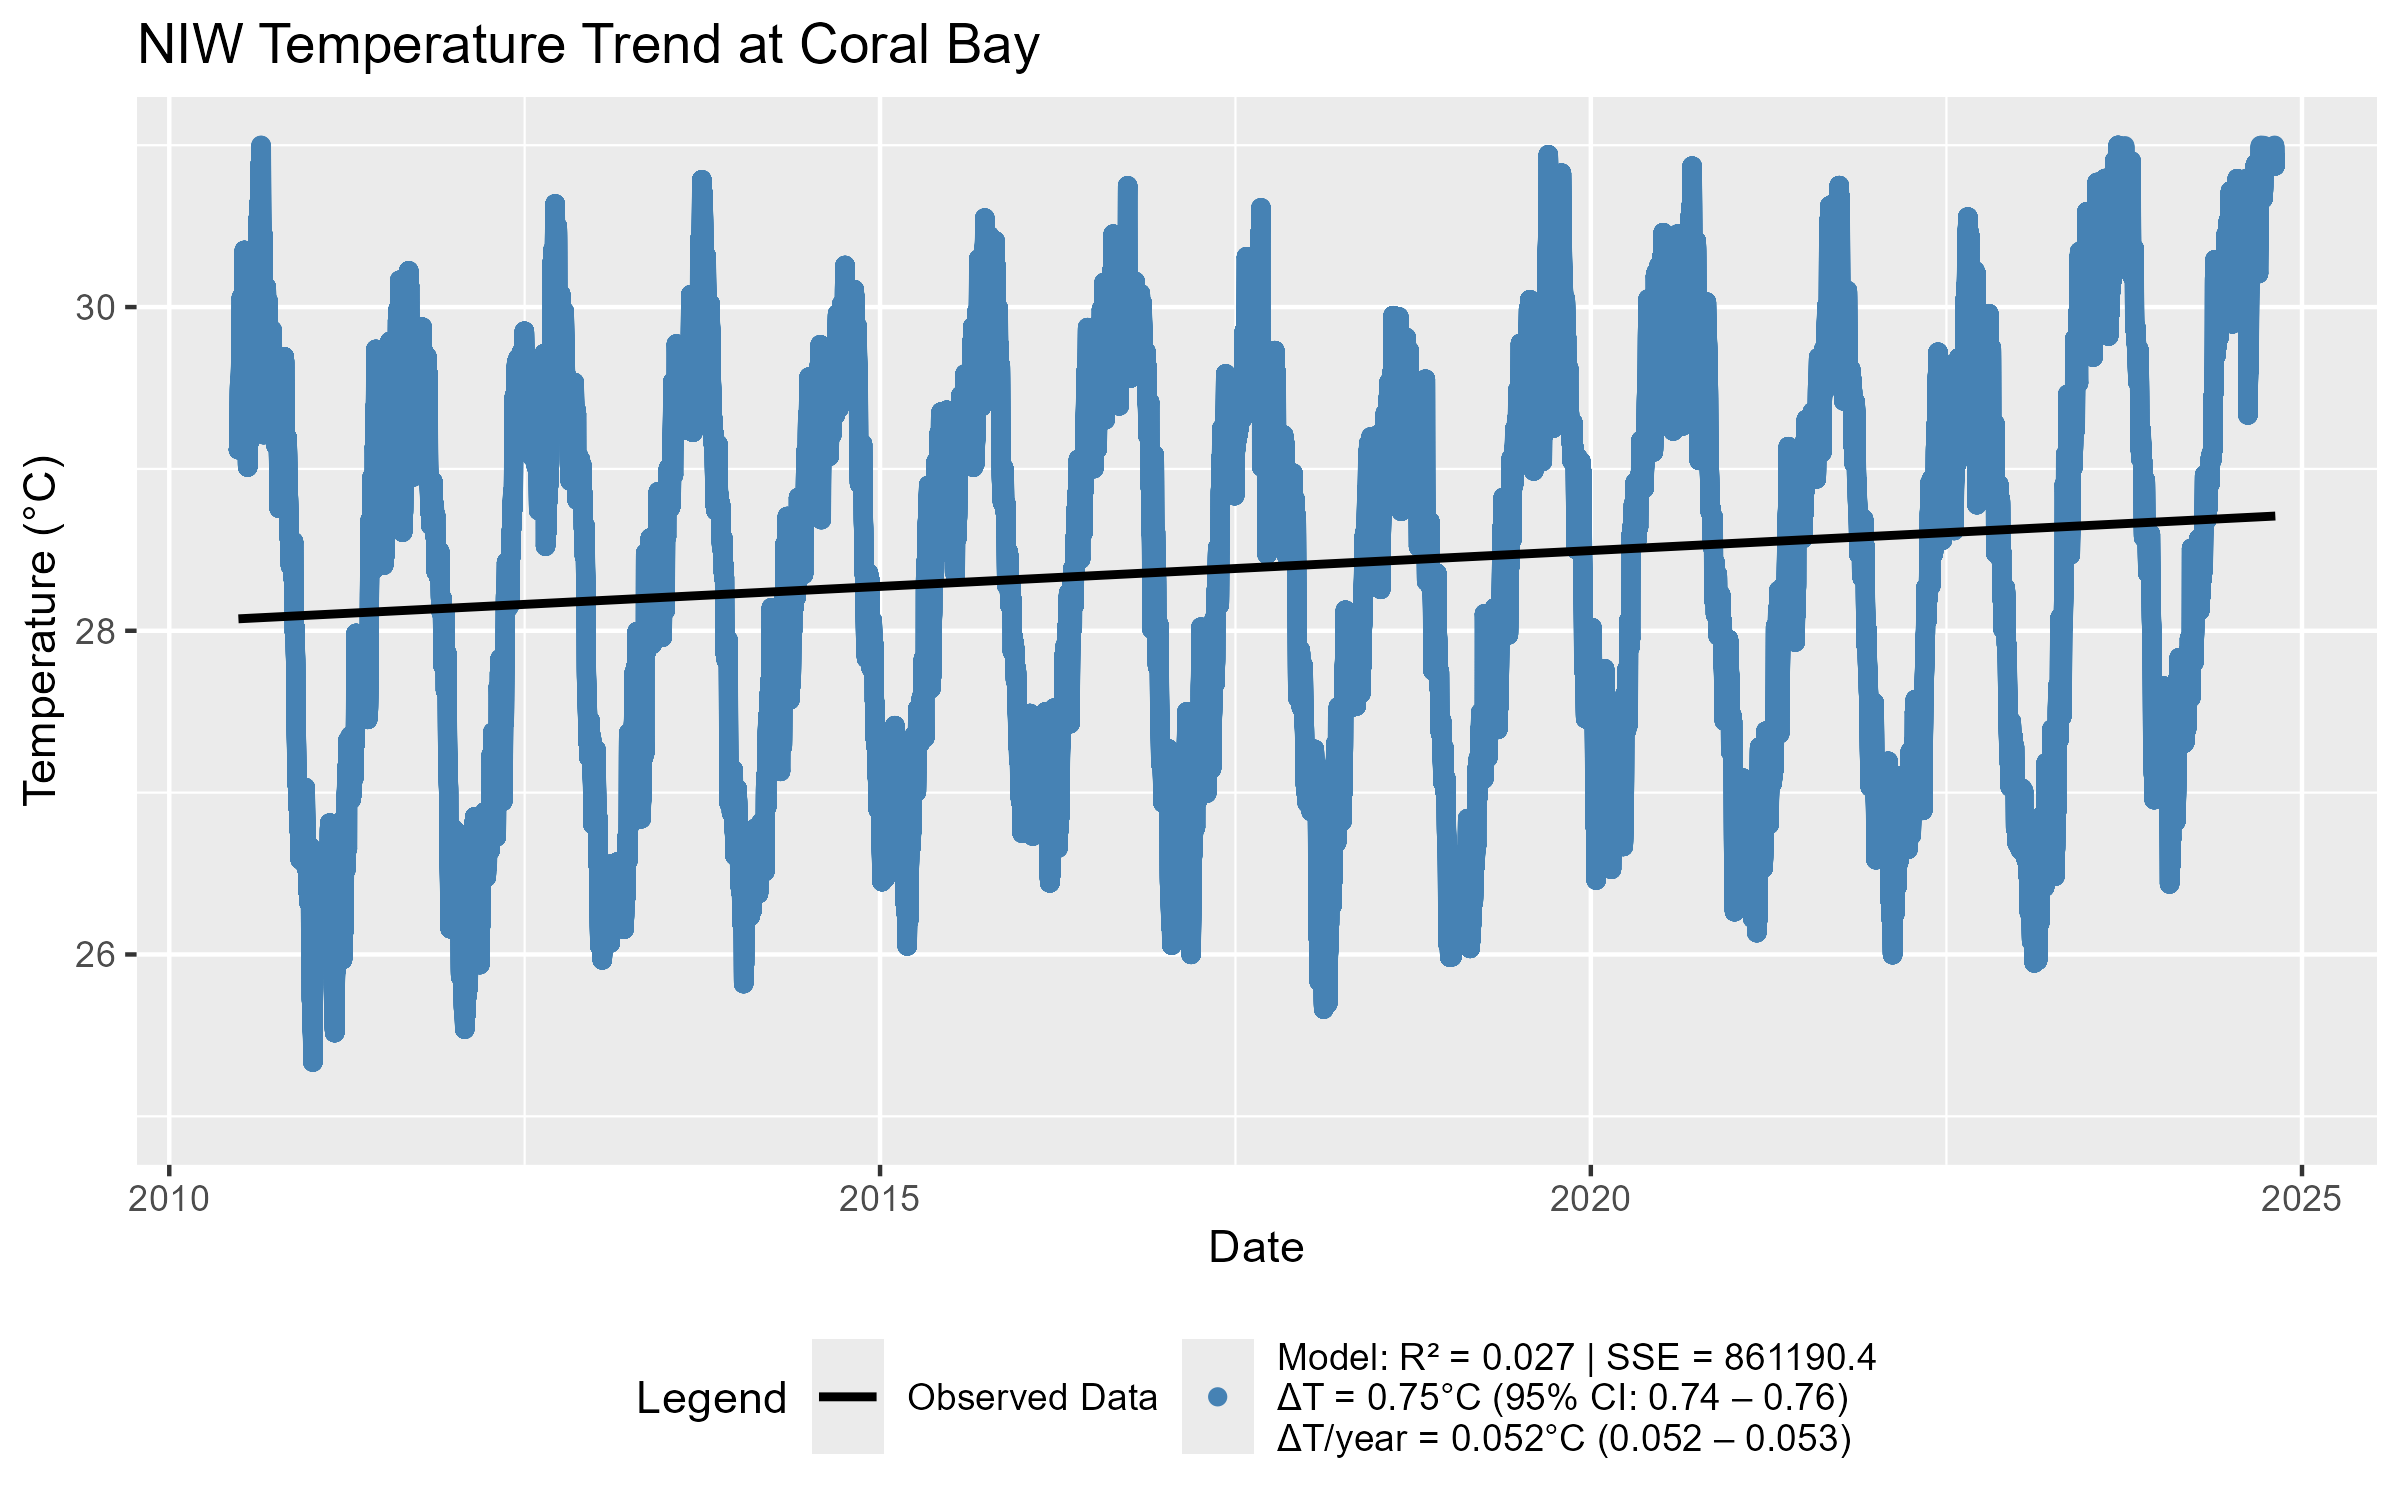 NIW Temperature Trend at Coral Bay
Temperature (°C)
30
28
26
2010
2015
2020
2025
Date
Legend
Observed Data
Model: R² = 0.027 | SSE = 861190.4
ΔT = 0.75°C (95% CI: 0.74 – 0.76)
ΔT/year = 0.052°C (0.052 – 0.053)